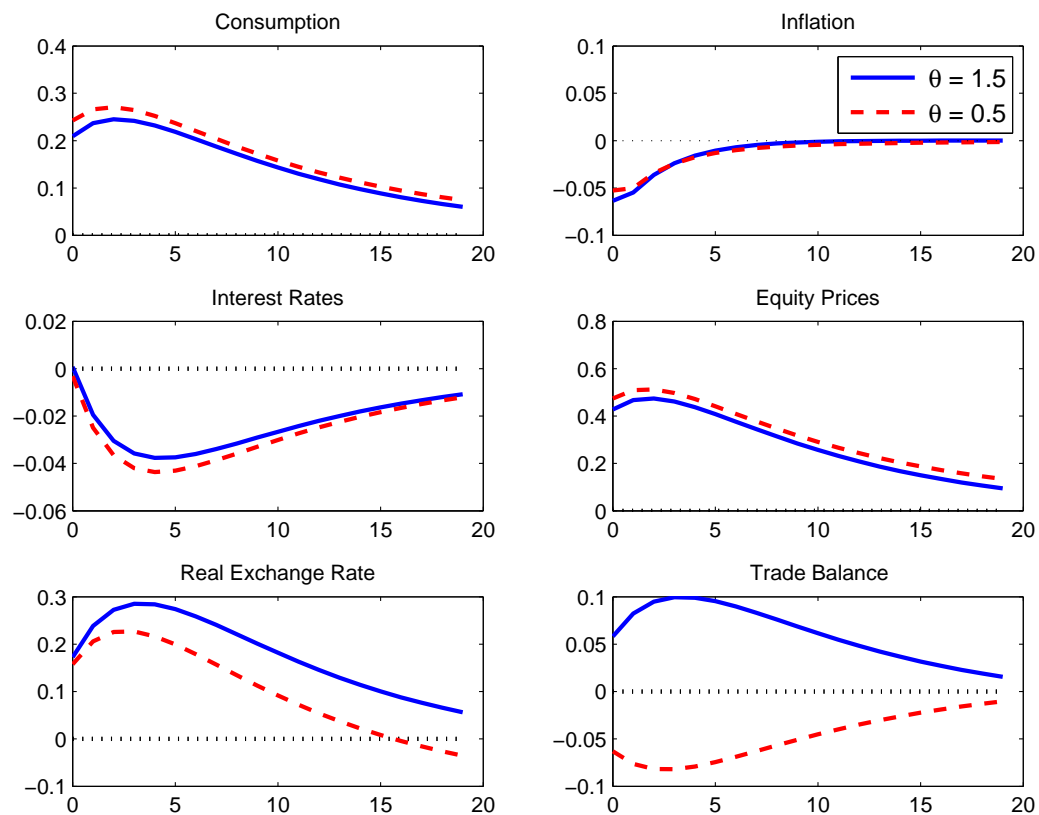 Consumption
0.4
0.3
0.2
0.1
0
0 5 10 15 20
Inflation
0.1
0.05
0
−0.05
−0.1
0 5 10 15 20
θ = 1.5
θ = 0.5
Interest Rates
0.02
0
−0.02
−0.04
−0.06
0 5 10 15 20
Equity Prices
0.8
0.6
0.4
0.2
0
0 5 10 15 20
Real Exchange Rate
0.3
0.2
0.1
0
−0.1
0 5 10 15 20
Trade Balance
0.1
0.05
0
−0.05
−0.1
0 5 10 15 20